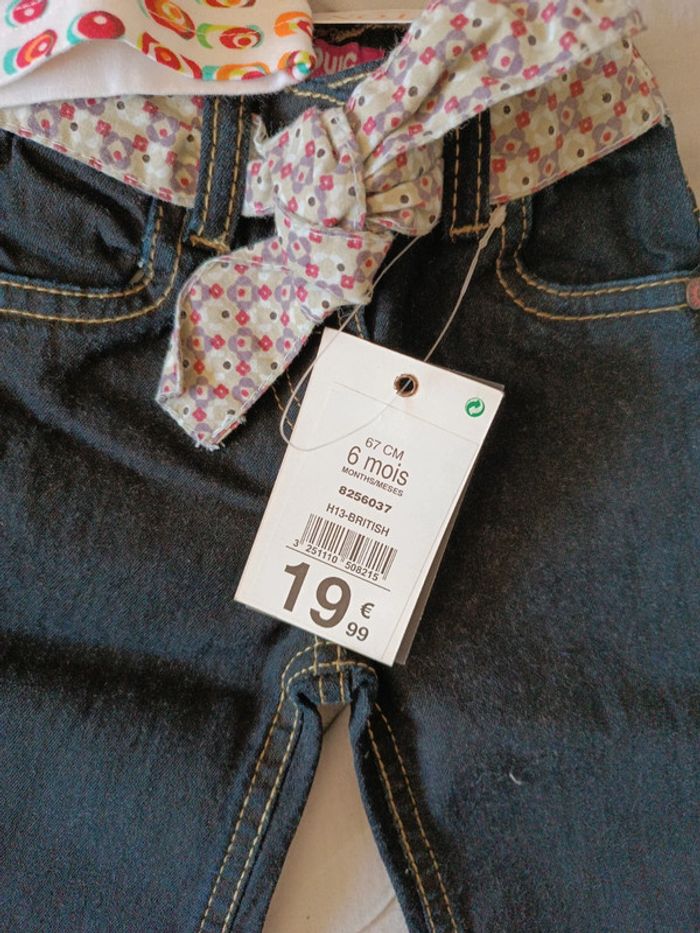 67 CM
6 mois
MONTHS/MESES
8256037
H13-BRITISH
3 251110 508215
19 €
99